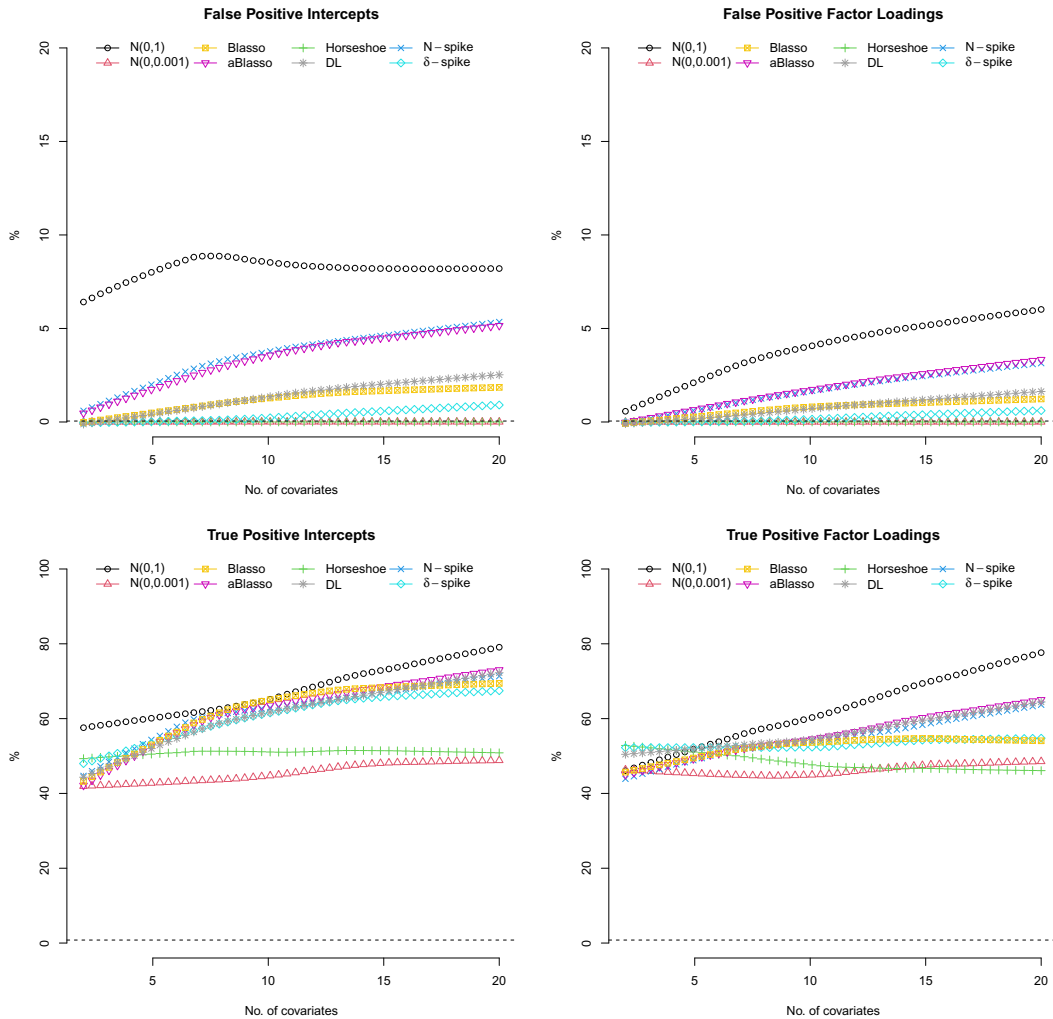 False Positive Intercepts
N(0,1) Blasso Horseshoe N−spike
N(0,0.001) aBlasso DL δ−spike
20
15
10
5
0
%
5 10 15 20
No. of covariates
False Positive Factor Loadings
N(0,1) Blasso Horseshoe N−spike
N(0,0.001) aBlasso DL δ−spike
20
15
10
5
0
%
5 10 15 20
No. of covariates
True Positive Intercepts
N(0,1) Blasso Horseshoe N−spike
N(0,0.001) aBlasso DL δ−spike
100
80
60
40
20
0
%
5 10 15 20
No. of covariates
True Positive Factor Loadings
N(0,1) Blasso Horseshoe N−spike
N(0,0.001) aBlasso DL δ−spike
100
80
60
40
20
0
%
5 10 15 20
No. of covariates